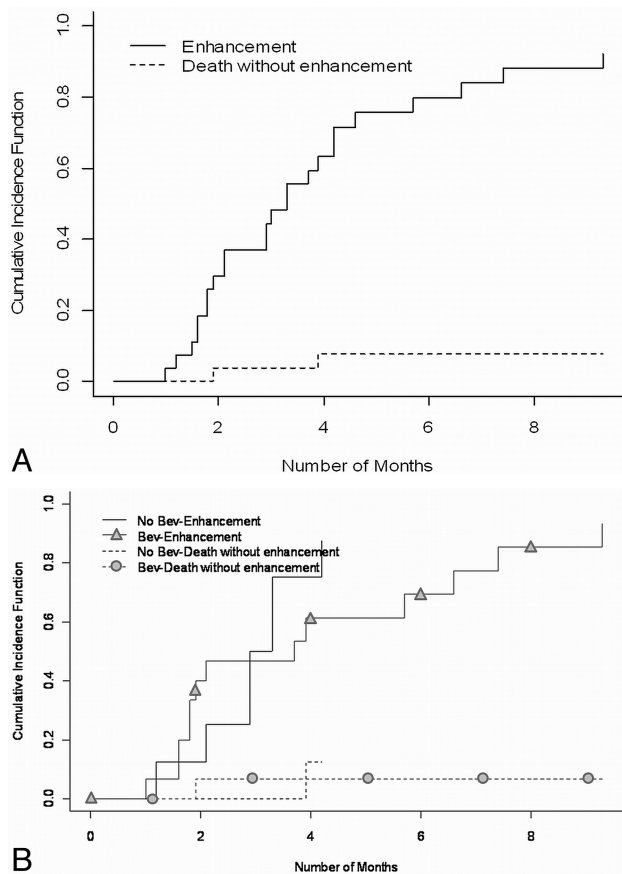 1.0
0.8
0.6
0.4
0.2
0.0
Cumulative Incidence Function
Enhancement
Death without enhancement
0 2 4 6 8
Number of Months
A
1.0
0.8
0.6
0.4
0.2
0.0
Cumulative Incidence Function
No Bev-Enhancement
Bev-Enhancement
No Bev-Death without enhancement
Bev-Death without enhancement
0 2 4 6 8
Number of Months
B